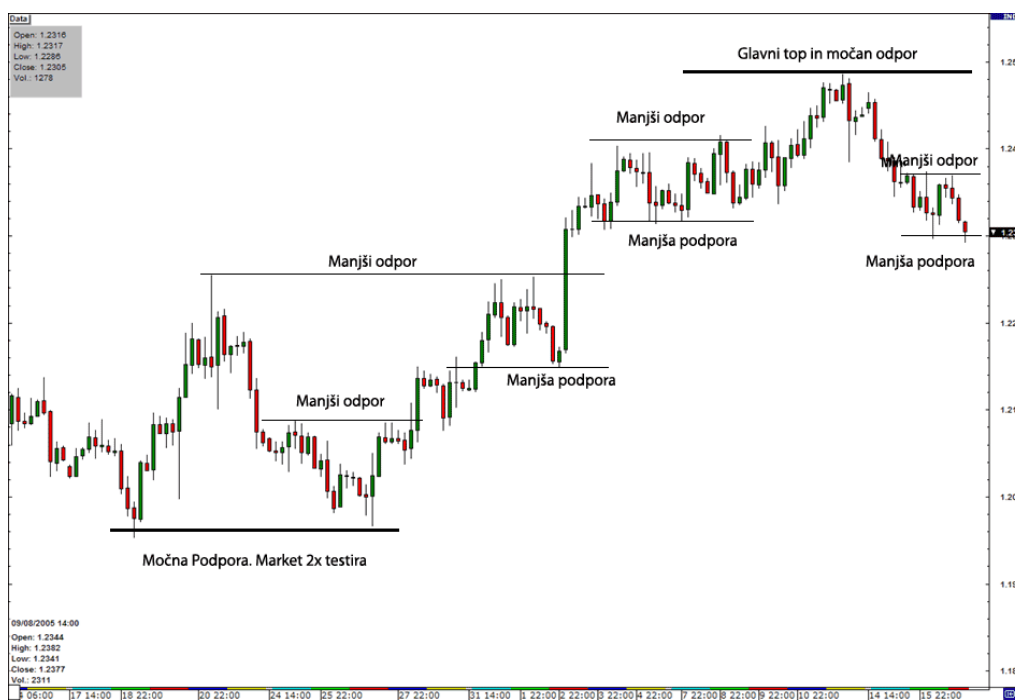 Data
Open: 1.2316
High: 1.2317
Low: 1.2286
Close: 1.2305
Vol.: 1278
Glavni top in močan odpor
1.25
Manjši odpor
1.24
Manjši odpor
Manjša podpora
1.23
Manjši odpor
Manjša podpora
1.22
Manjša podpora
Manjši odpor
1.21
1.20
Močna Podpora. Market 2x testira
1.19
09/08/2005 14:00
Open: 1.2344
High: 1.2382
Low: 1.2341
Close: 1.2377
Vol.: 2311
1.18
06:00 17 14:00 18 22:00 20 22:00 24 14:00 25 22:00 27 22:00 31 14:00 1 22:00 2 22:00 3 22:00 4 22:00 7 14:00 8 22:00 9 22:00 10 22:00 14 14:00 15 22:00